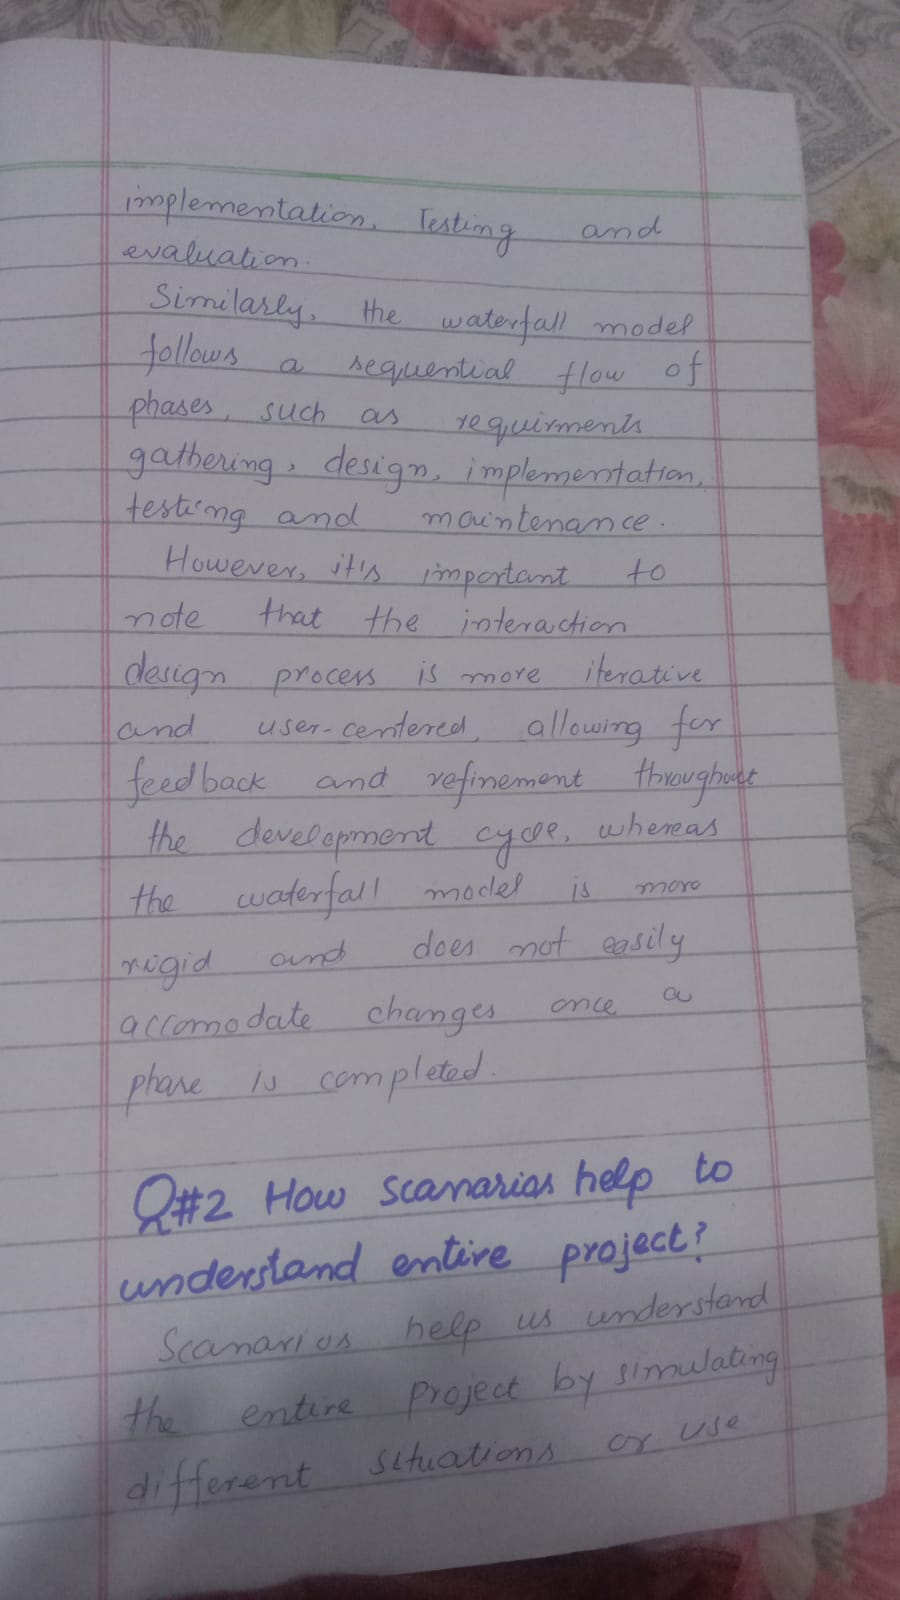 implementation, Testing and
evaluation.
Similarly, the waterfall model
follows a sequential flow of
phases, such as requirments
gathering, design, implementation,
testing and maintenance.
However, it's important to
note that the interaction
design process is more iterative
and user-centered, allowing for
feedback and refinement throughout
the development cycle, whereas
the waterfall model is more
rigid and does not easily
accomodate changes once a
phase is completed.
Q#2 How scanarios help to
understand entire project?
Scanarios help us understand
the entire project by simulating
different situations or use